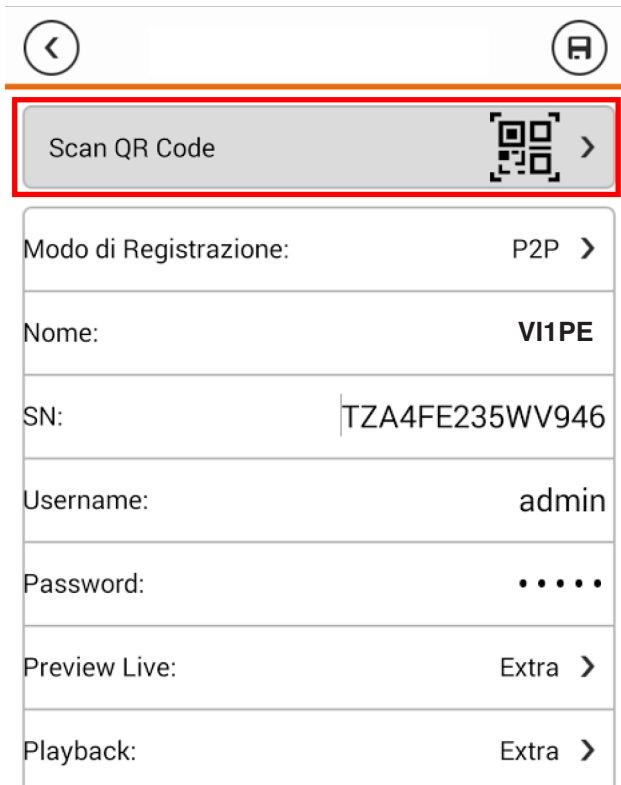 Scan QR Code
Modo di Registrazione: P2P
Nome: VI1PE
SN: TZA4FE235WV946
Username: admin
Password: •••••
Preview Live: Extra
Playback: Extra